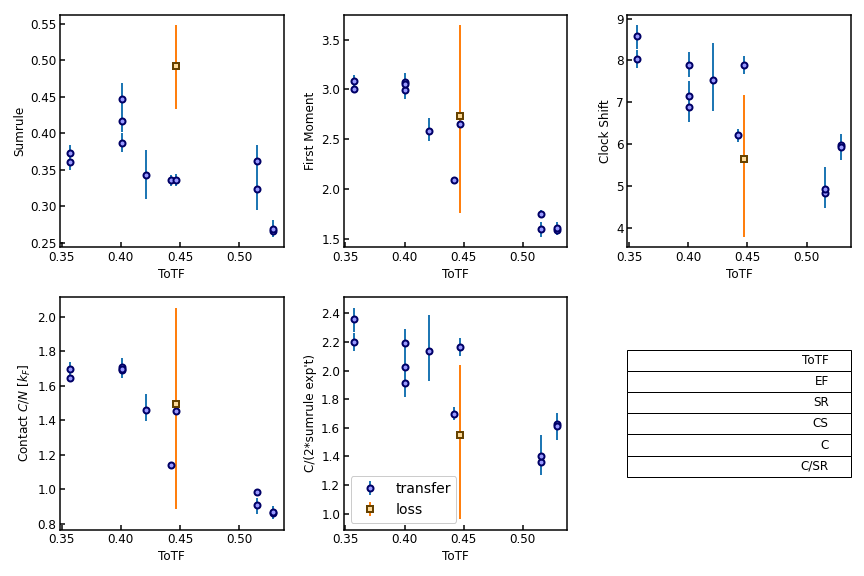 Sumrule
0.55
0.50
0.45
0.40
0.35
0.30
0.25
0.35 0.40 0.45 0.50
ToTF
First Moment
3.5
3.0
2.5
2.0
1.5
0.35 0.40 0.45 0.50
ToTF
Clock Shift
9
8
7
6
5
4
0.35 0.40 0.45 0.50
ToTF
Contact C/N [k_F]
2.0
1.8
1.6
1.4
1.2
1.0
0.8
0.35 0.40 0.45 0.50
ToTF
C/(2*sumrule exp't)
2.4
2.2
2.0
1.8
1.6
1.4
1.2
1.0
transfer
loss
0.35 0.40 0.45 0.50
ToTF
ToTF
EF
SR
CS
C
C/SR